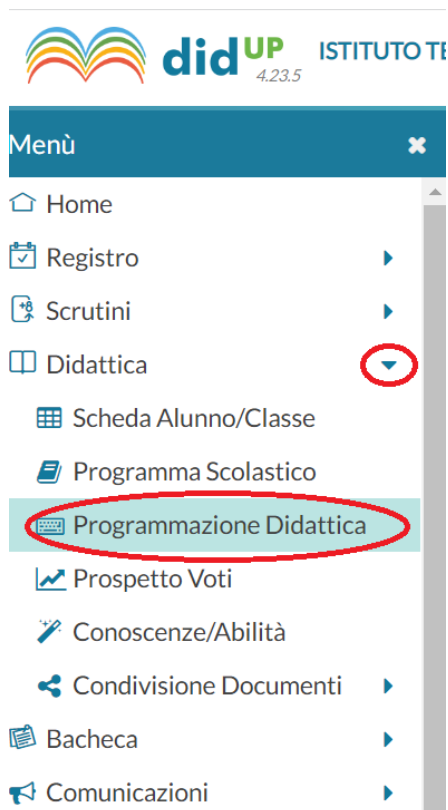 didUP ISTITUTO TE
4.23.5
Menù
Home
Registro
Scrutini
Didattica
Scheda Alunno/Classe
Programma Scolastico
Programmazione Didattica
Prospetto Voti
Conoscenze/Abilità
Condivisione Documenti
Bacheca
Comunicazioni